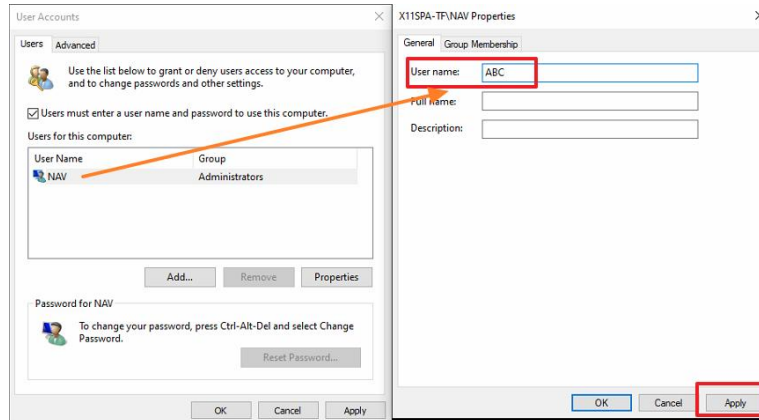 User Accounts
Users
Advanced
Use the list below to grant or deny users access to your computer,
and to change passwords and other settings.
Users must enter a user name and password to use this computer.
Users for this computer:
User Name
Group
NAV
Administrators
Add...
Remove
Properties
Password for NAV
To change your password, press Ctrl-Alt-Del and select Change
Password.
Reset Password...
OK
Cancel
Apply
X11SPA-TF\NAV Properties
General
Group Membership
User name:
ABC
Full name:
Description:
OK
Cancel
Apply